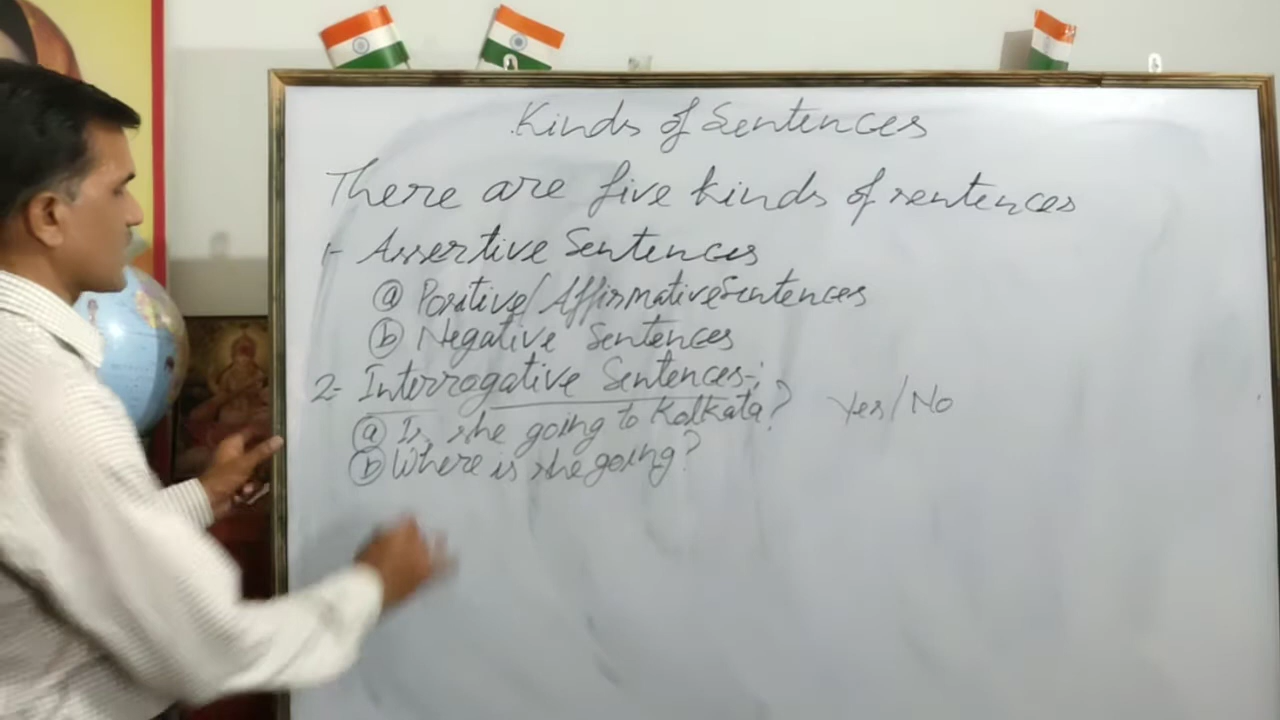 Kinds of Sentences
There are five kinds of sentences
1- Assertive Sentences
(a) Positive/Affirmative Sentences
(b) Negative Sentences
2- Interrogative Sentences-:
(a) Is she going to Kolkata? Yes/No
(b) Where is she going?